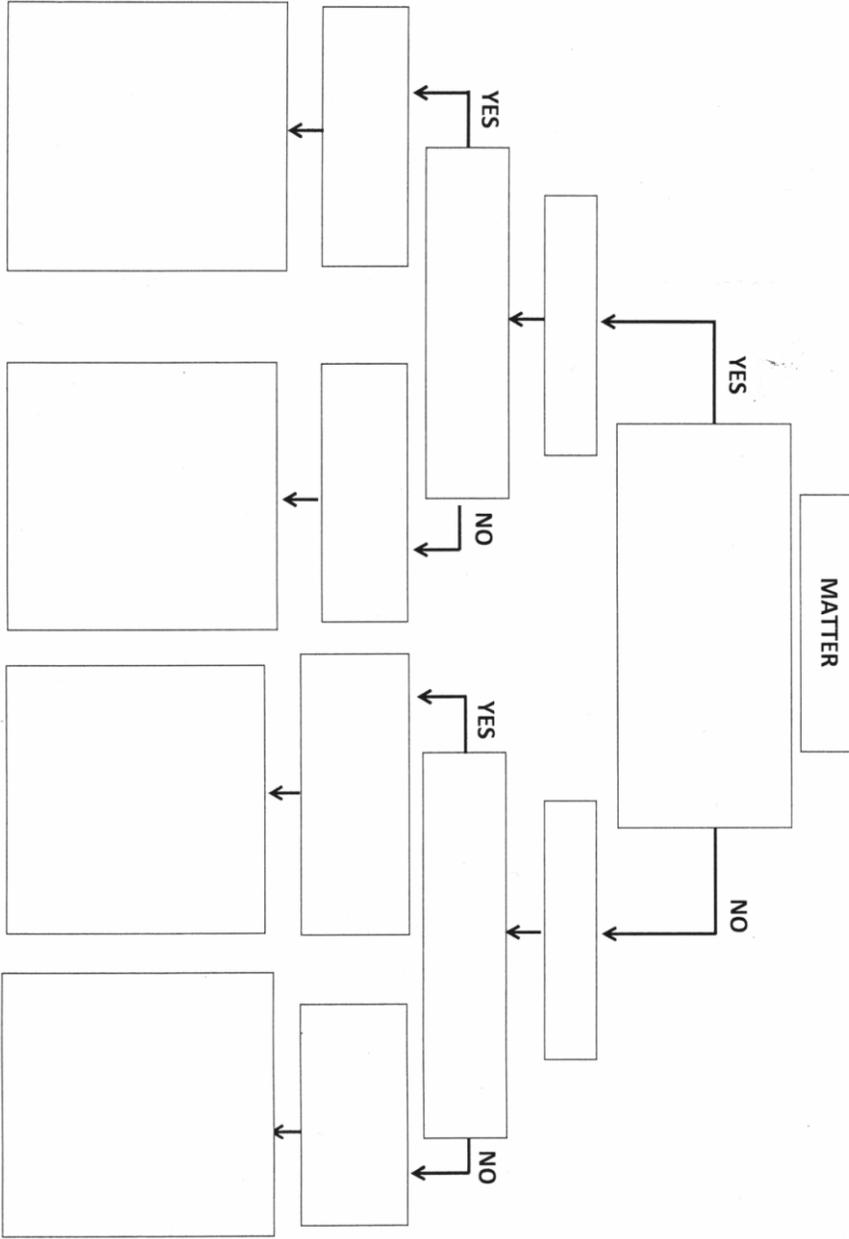 MATTER
YES
NO
YES
NO
YES
NO